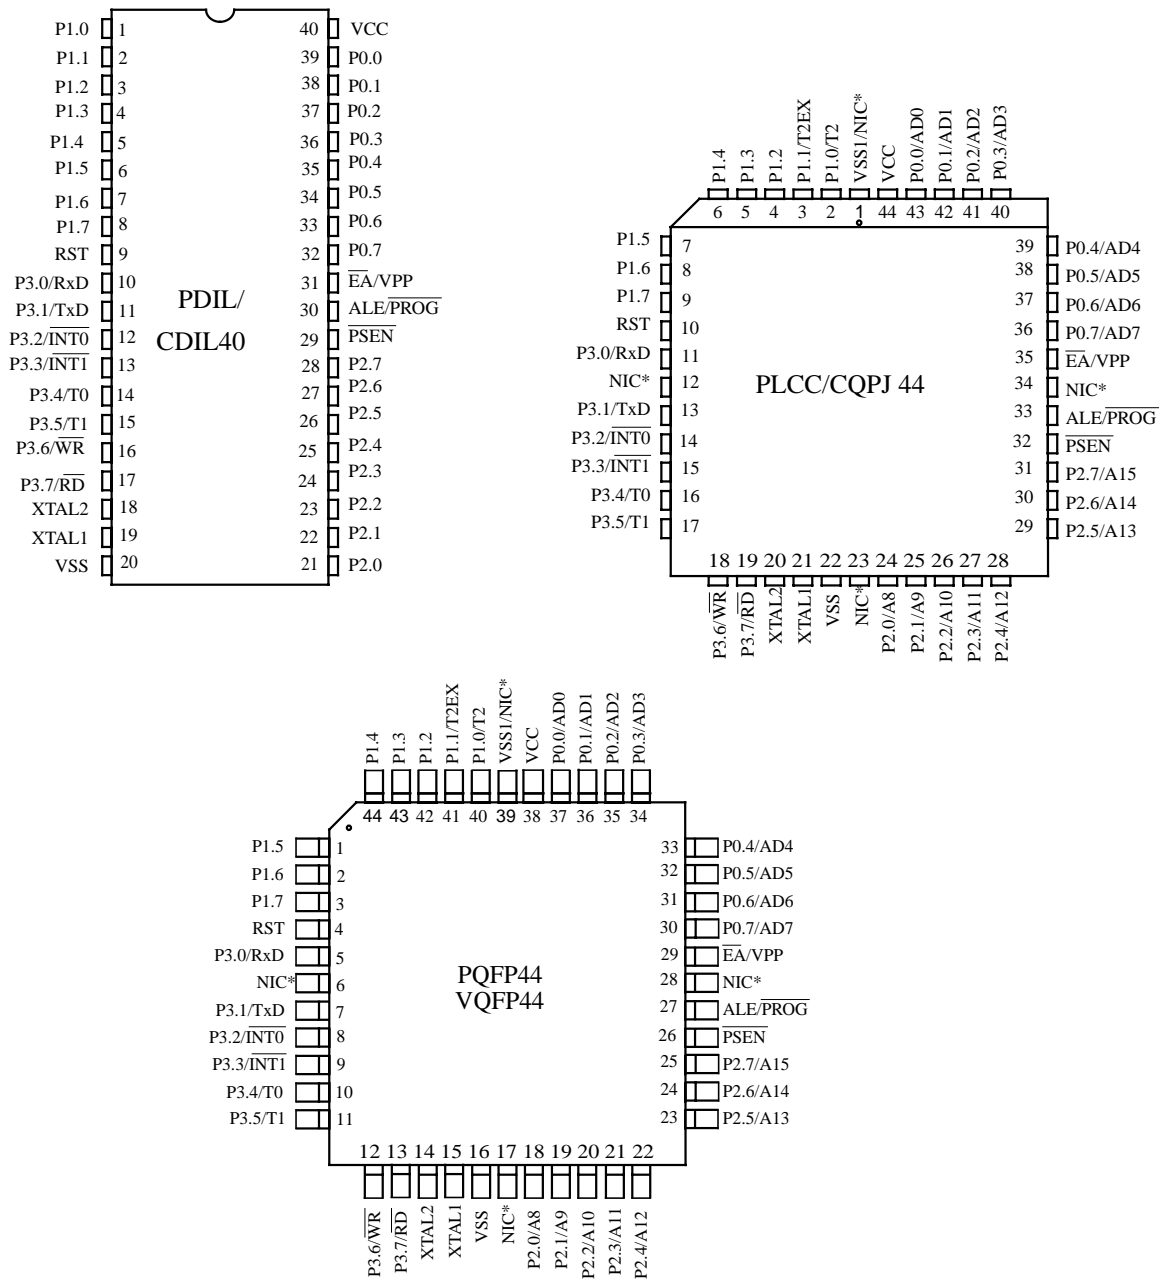 P1.0 1 40 VCC
P1.1 2 39 P0.0
P1.2 3 38 P0.1
P1.3 4 37 P0.2
P1.4 5 36 P0.3
P1.5 6 35 P0.4
P1.6 7 34 P0.5
P1.7 8 33 P0.6
RST 9 32 P0.7
P3.0/RxD 10 31 EA/VPP
P3.1/TxD 11 30 ALE/PROG
P3.2/INT0 12 29 PSEN
P3.3/INT1 13 28 P2.7
P3.4/T0 14 27 P2.6
P3.5/T1 15 26 P2.5
P3.6/WR 16 25 P2.4
P3.7/RD 17 24 P2.3
XTAL2 18 23 P2.2
XTAL1 19 22 P2.1
VSS 20 21 P2.0
PDIL/
CDIL40
P1.4 P1.3 P1.2 P1.1/T2EX P1.0/T2 VSS1/NIC* VCC P0.0/AD0 P0.1/AD1 P0.2/AD2 P0.3/AD3
6 5 4 3 2 1 44 43 42 41 40
P1.5 7 39 P0.4/AD4
P1.6 8 38 P0.5/AD5
P1.7 9 37 P0.6/AD6
RST 10 36 P0.7/AD7
P3.0/RxD 11 35 EA/VPP
NIC* 12 34 NIC*
P3.1/TxD 13 33 ALE/PROG
P3.2/INT0 14 32 PSEN
P3.3/INT1 15 31 P2.7/A15
P3.4/T0 16 30 P2.6/A14
P3.5/T1 17 29 P2.5/A13
PLCC/CQPJ 44
18 19 20 21 22 23 24 25 26 27 28
P3.6/WR P3.7/RD XTAL2 XTAL1 VSS NIC* P2.0/A8 P2.1/A9 P2.2/A10 P2.3/A11 P2.4/A12
P1.4 P1.3 P1.2 P1.1/T2EX P1.0/T2 VSS1/NIC* VCC P0.0/AD0 P0.1/AD1 P0.2/AD2 P0.3/AD3
44 43 42 41 40 39 38 37 36 35 34
P1.5 1 33 P0.4/AD4
P1.6 2 32 P0.5/AD5
P1.7 3 31 P0.6/AD6
RST 4 30 P0.7/AD7
P3.0/RxD 5 29 EA/VPP
NIC* 6 28 NIC*
P3.1/TxD 7 27 ALE/PROG
P3.2/INT0 8 26 PSEN
P3.3/INT1 9 25 P2.7/A15
P3.4/T0 10 24 P2.6/A14
P3.5/T1 11 23 P2.5/A13
PQFP44
VQFP44
12 13 14 15 16 17 18 19 20 21 22
P3.6/WR P3.7/RD XTAL2 XTAL1 VSS NIC* P2.0/A8 P2.1/A9 P2.2/A10 P2.3/A11 P2.4/A12